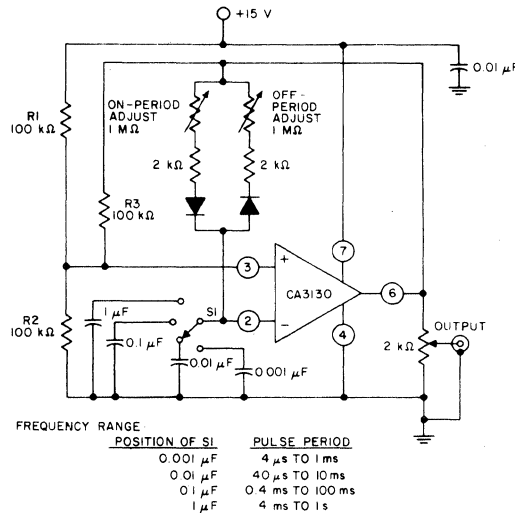 +15 V
0.01 µF
R1
100 kΩ
ON-PERIOD
ADJUST
1 MΩ
OFF-
PERIOD
ADJUST
1 MΩ
2 kΩ
2 kΩ
R3
100 kΩ
3
+
7
CA3130
6
2
−
4
S1
R2
100 kΩ
1 µF
0.1 µF
0.01 µF
0.001 µF
2 kΩ
OUTPUT
FREQUENCY RANGE
POSITION OF S1 PULSE PERIOD
0.001 µF 4 µs TO 1 ms
0.01 µF 40 µs TO 10 ms
0.1 µF 0.4 ms TO 100 ms
1 µF 4 ms TO 1 s